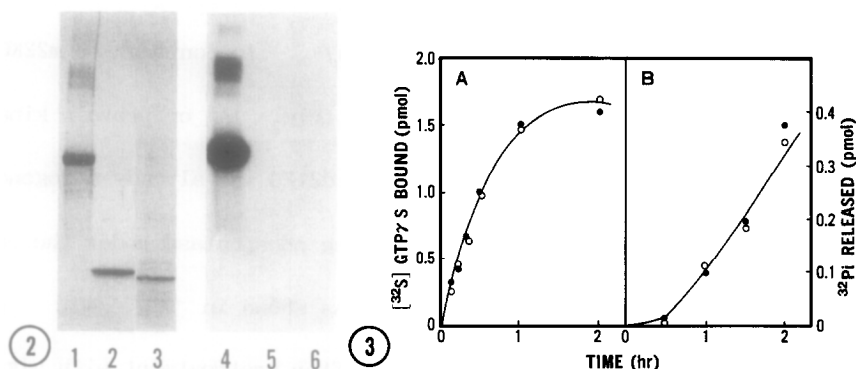 2
1 2 3 4 5 6
3
A
B
[³²S] GTPγS BOUND (pmol)
2.0
1.5
1.0
0.5
0
0 1 2 0 1 2
TIME (hr)
0.4
0.3
0.2
0.1
0
³²Pi RELEASED (pmol)